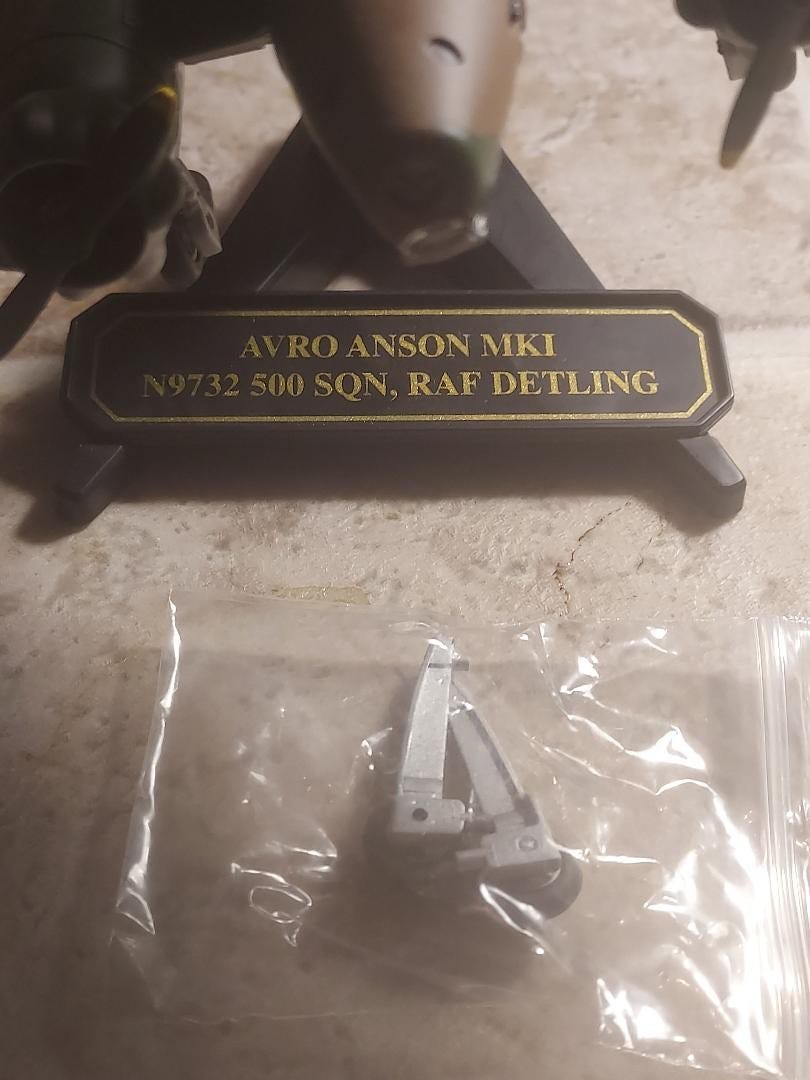 AVRO ANSON MKI
N9732 500 SQN, RAF DETLING